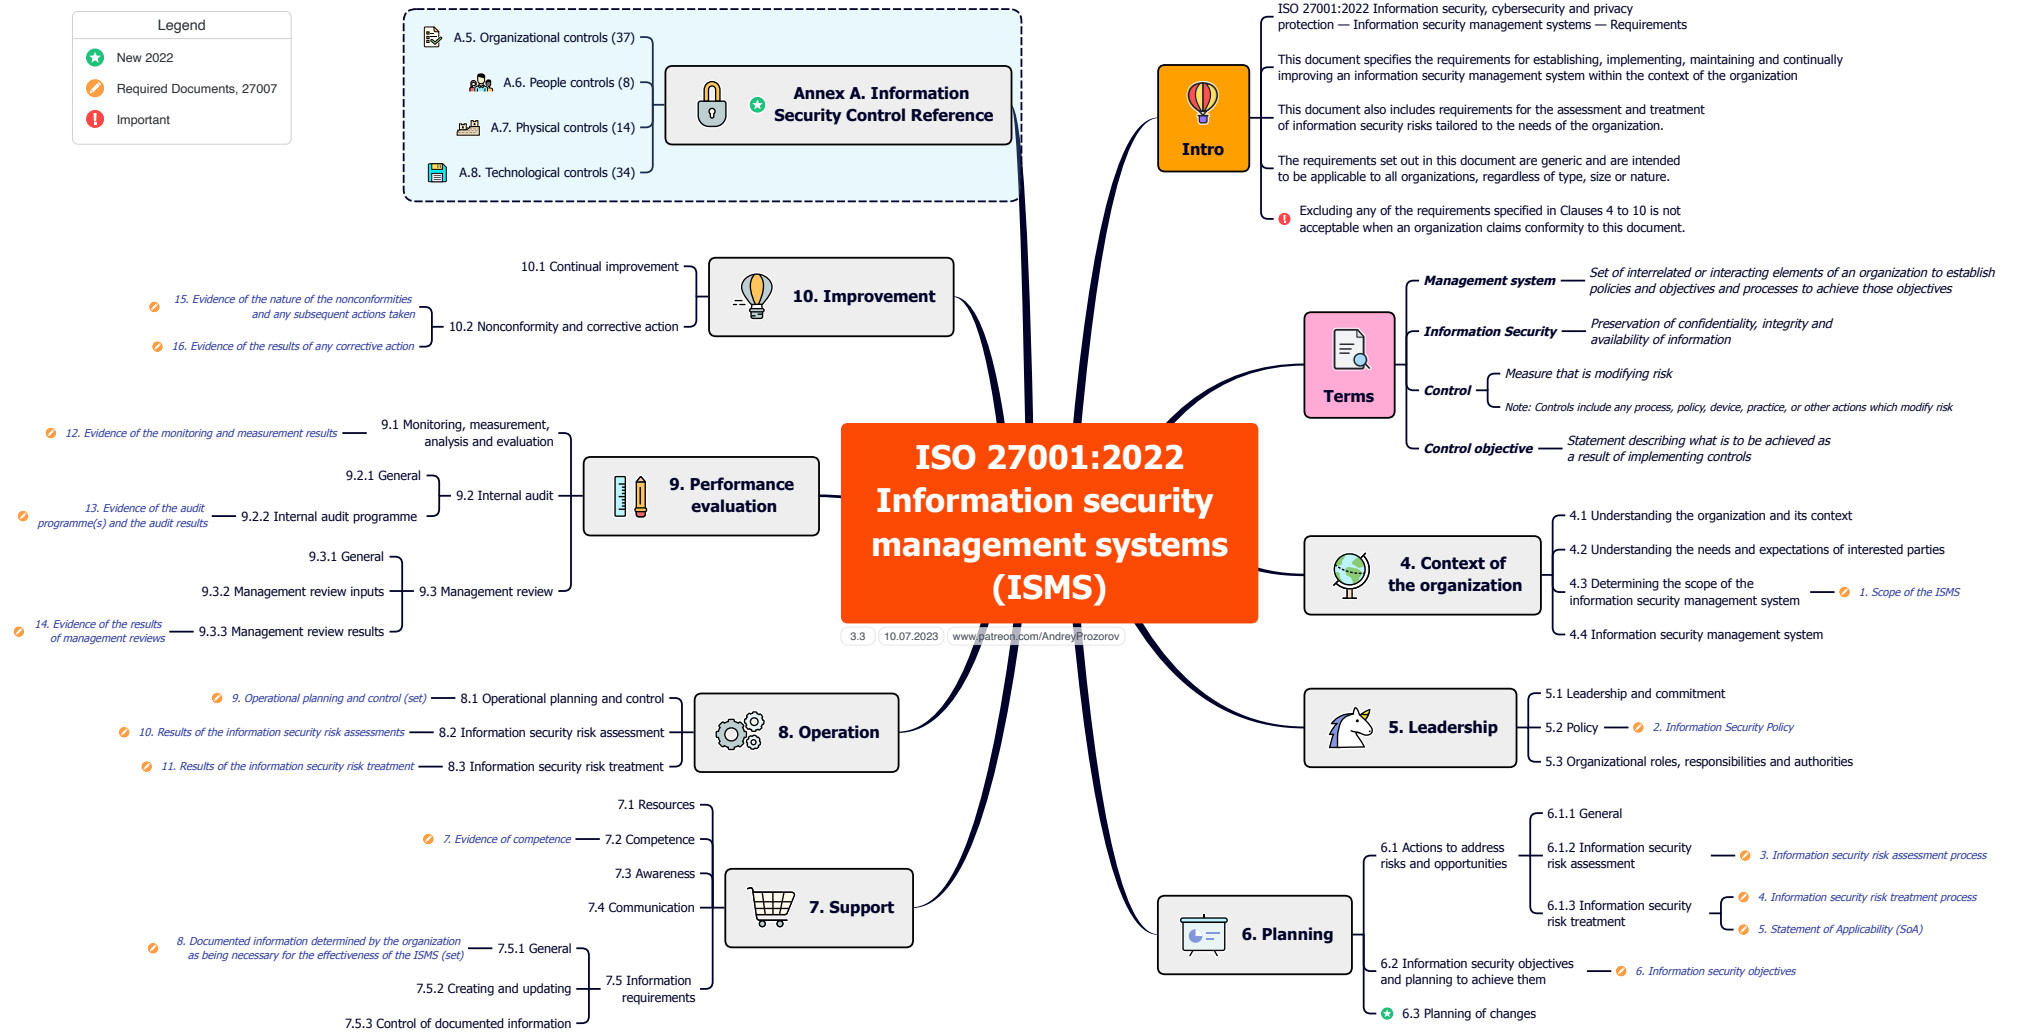 Legend
New 2022
Required Documents, 27007
Important
A.5. Organizational controls (37)
A.6. People controls (8)
A.7. Physical controls (14)
A.8. Technological controls (34)
Annex A. Information
Security Control Reference
Intro
ISO 27001:2022 Information security, cybersecurity and privacy
protection — Information security management systems — Requirements
This document specifies the requirements for establishing, implementing, maintaining and continually
improving an information security management system within the context of the organization
This document also includes requirements for the assessment and treatment
of information security risks tailored to the needs of the organization.
The requirements set out in this document are generic and are intended
to be applicable to all organizations, regardless of type, size or nature.
Excluding any of the requirements specified in Clauses 4 to 10 is not
acceptable when an organization claims conformity to this document.
10. Improvement
10.1 Continual improvement
10.2 Nonconformity and corrective action
15. Evidence of the nature of the nonconformities
and any subsequent actions taken
16. Evidence of the results of any corrective action
Terms
Management system
Set of interrelated or interacting elements of an organization to establish
policies and objectives and processes to achieve those objectives
Information Security
Preservation of confidentiality, integrity and
availability of information
Control
Measure that is modifying risk
Note: Controls include any process, policy, device, practice, or other actions which modify risk
Control objective
Statement describing what is to be achieved as
a result of implementing controls
9. Performance
evaluation
9.1 Monitoring, measurement,
analysis and evaluation
12. Evidence of the monitoring and measurement results
9.2 Internal audit
9.2.1 General
9.2.2 Internal audit programme
13. Evidence of the audit
programme(s) and the audit results
9.3 Management review
9.3.1 General
9.3.2 Management review inputs
9.3.3 Management review results
14. Evidence of the results
of management reviews
ISO 27001:2022
Information security
management systems
(ISMS)
3.3
10.07.2023
www.patreon.com/AndreyProzorov
4. Context of
the organization
4.1 Understanding the organization and its context
4.2 Understanding the needs and expectations of interested parties
4.3 Determining the scope of the
information security management system
1. Scope of the ISMS
4.4 Information security management system
8. Operation
8.1 Operational planning and control
9. Operational planning and control (set)
8.2 Information security risk assessment
10. Results of the information security risk assessments
8.3 Information security risk treatment
11. Results of the information security risk treatment
5. Leadership
5.1 Leadership and commitment
5.2 Policy
2. Information Security Policy
5.3 Organizational roles, responsibilities and authorities
7. Support
7.1 Resources
7.2 Competence
7. Evidence of competence
7.3 Awareness
7.4 Communication
7.5 Information
requirements
7.5.1 General
8. Documented information determined by the organization
as being necessary for the effectiveness of the ISMS (set)
7.5.2 Creating and updating
7.5.3 Control of documented information
6. Planning
6.1 Actions to address
risks and opportunities
6.1.1 General
6.1.2 Information security
risk assessment
3. Information security risk assessment process
6.1.3 Information security
risk treatment
4. Information security risk treatment process
5. Statement of Applicability (SoA)
6.2 Information security objectives
and planning to achieve them
6. Information security objectives
6.3 Planning of changes